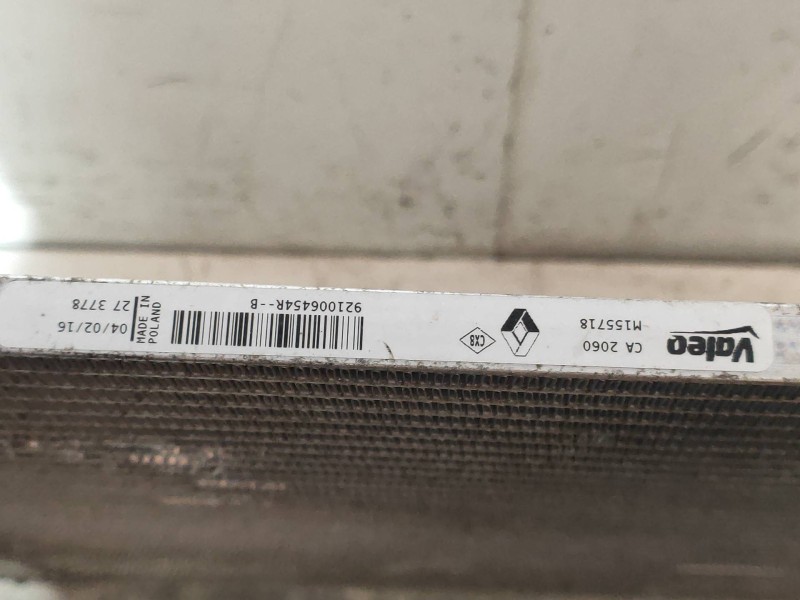 Valeo
CA 2060
M155718
CX8
921006454R--B
MADE IN
POLAND
04/02/16
27 3778